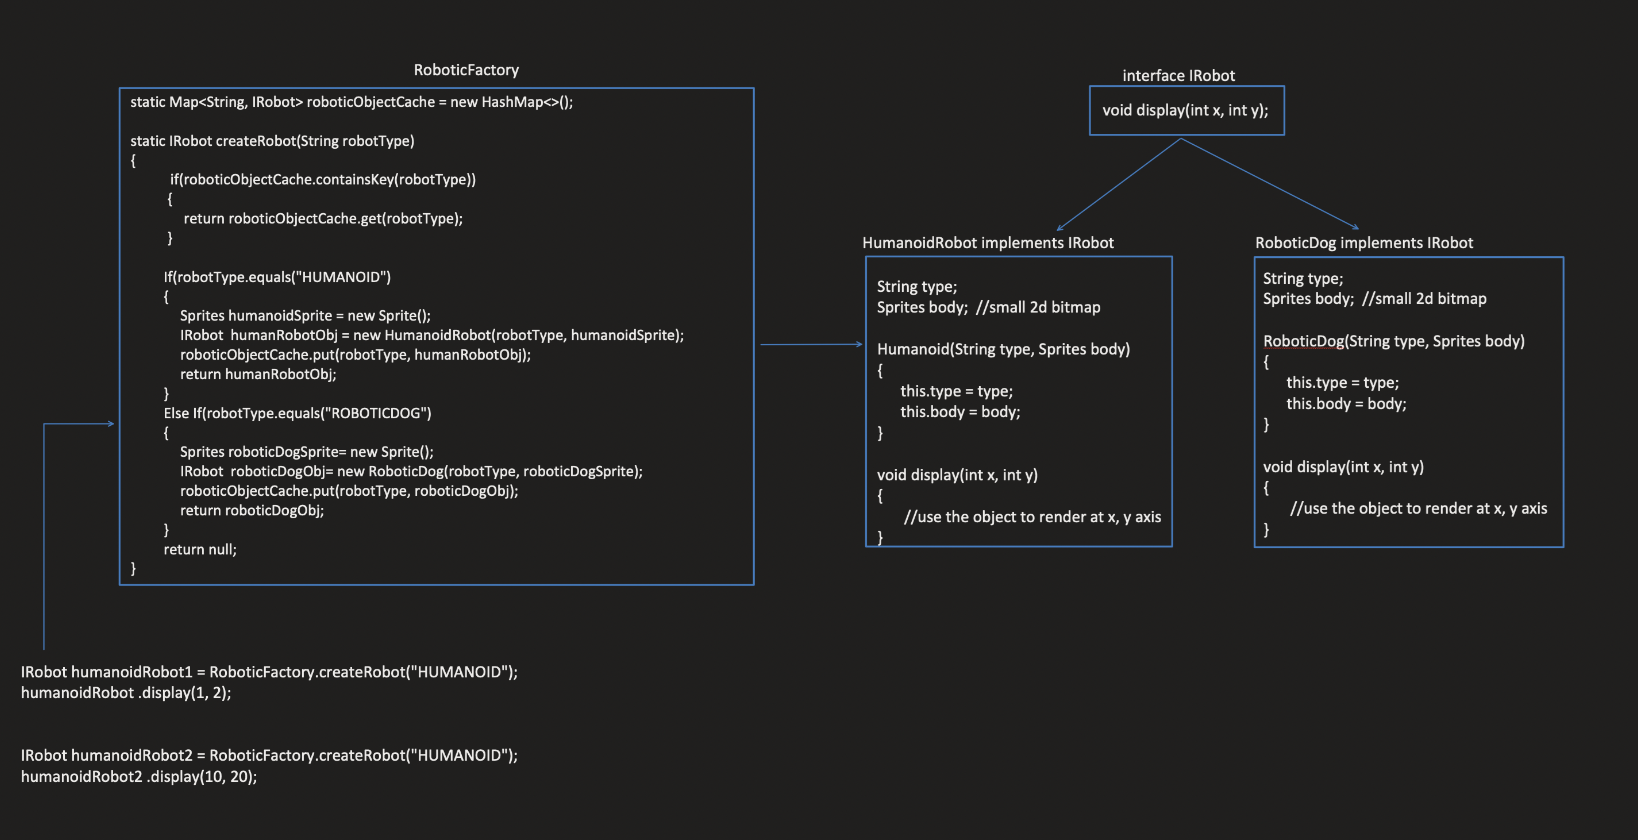 RoboticFactory
static Map<String, IRobot> roboticObjectCache = new HashMap<>();
static IRobot createRobot(String robotType)
{
if(roboticObjectCache.containsKey(robotType))
{
return roboticObjectCache.get(robotType);
}
If(robotType.equals("HUMANOID")
{
Sprites humanoidSprite = new Sprite();
IRobot  humanRobotObj = new HumanoidRobot(robotType, humanoidSprite);
roboticObjectCache.put(robotType, humanRobotObj);
return humanRobotObj;
}
Else If(robotType.equals("ROBOTICDOG")
{
Sprites roboticDogSprite= new Sprite();
IRobot  roboticDogObj= new RoboticDog(robotType, roboticDogSprite);
roboticObjectCache.put(robotType, roboticDogObj);
return roboticDogObj;
}
return null;
}
interface IRobot
void display(int x, int y);
HumanoidRobot implements IRobot
String type;
Sprites body;  //small 2d bitmap
Humanoid(String type, Sprites body)
{
this.type = type;
this.body = body;
}
void display(int x, int y)
{
//use the object to render at x, y axis
}
RoboticDog implements IRobot
String type;
Sprites body;  //small 2d bitmap
RoboticDog(String type, Sprites body)
{
this.type = type;
this.body = body;
}
void display(int x, int y)
{
//use the object to render at x, y axis
}
IRobot humanoidRobot1 = RoboticFactory.createRobot("HUMANOID");
humanoidRobot .display(1, 2);
IRobot humanoidRobot2 = RoboticFactory.createRobot("HUMANOID");
humanoidRobot2 .display(10, 20);